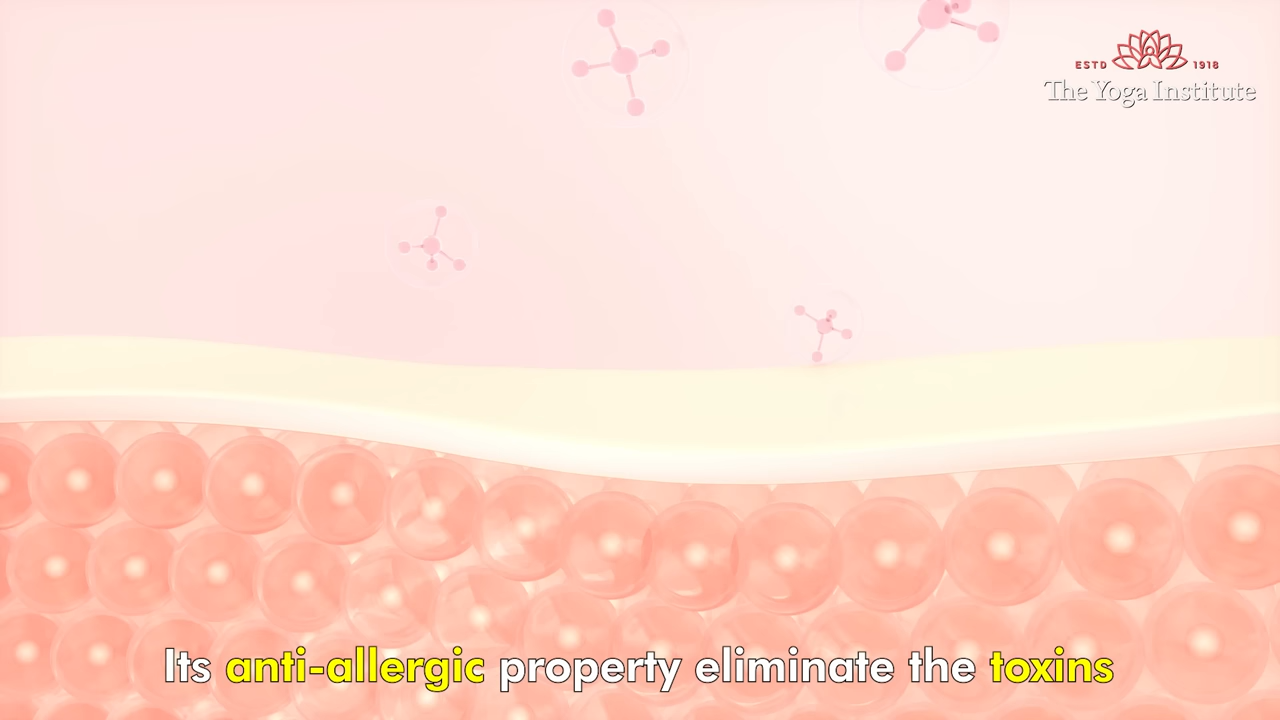 ESTD 1918
The Yoga Institute
Its anti-allergic property eliminate the toxins